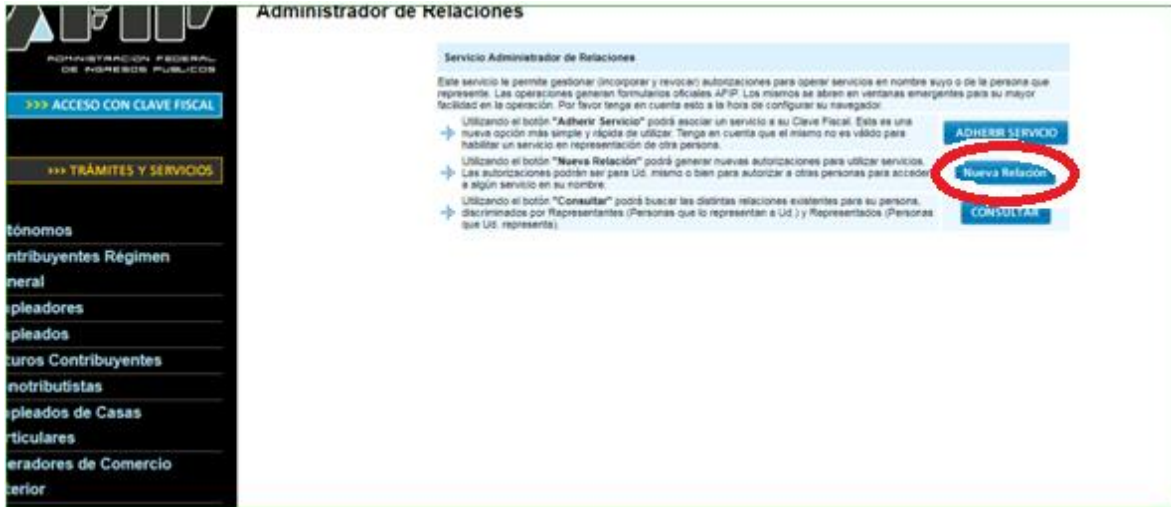 Administrador de Relaciones
ADMINISTRACION FEDERAL
DE INGRESOS PUBLICOS
>>> ACCESO CON CLAVE FISCAL
>>> TRÁMITES Y SERVICIOS
tónomos
ntribuyentes Régimen
neral
pleadores
pleados
turos Contribuyentes
notributistas
pleados de Casas
rticulares
eradores de Comercio
terior
Servicio Administrador de Relaciones
Este servicio le permite gestionar (incorporar y revocar) autorizaciones para operar servicios en nombre suyo o de la persona que
represente. Las operaciones generan formularios oficiales AFIP. Los mismos se abren en ventanas emergentes para su mayor
facilidad en la operación. Por favor tenga en cuenta esto a la hora de configurar su navegador.
Utilizando el botón "Adherir Servicio" podrá asociar un servicio a su Clave Fiscal. Esta es una
nueva opción más simple y rápida de utilizar. Tenga en cuenta que el mismo no es válido para
habilitar un servicio en representación de otra persona.
ADHERIR SERVICIO
Utilizando el botón "Nueva Relación" podrá generar nuevas autorizaciones para utilizar servicios.
Las autorizaciones podrán ser para Ud. mismo o bien para autorizar a otras personas para acceder
a algún servicio en su nombre.
Nueva Relación
Utilizando el botón "Consultar" podrá buscar las distintas relaciones existentes para su persona,
discriminados por Representantes (Personas que lo representan a Ud.) y Representados (Personas
que Ud. representa).
CONSULTAR